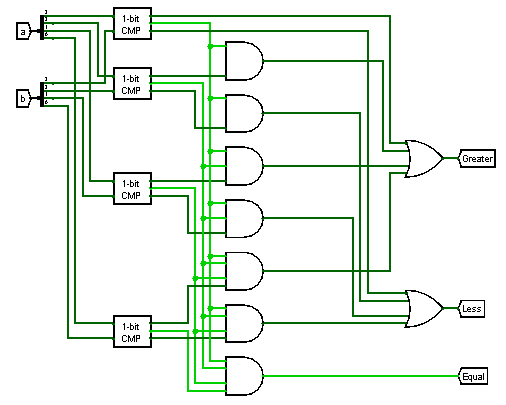 1-bit
CMP
a
1-bit
CMP
b
Greater
1-bit
CMP
Less
1-bit
CMP
Equal